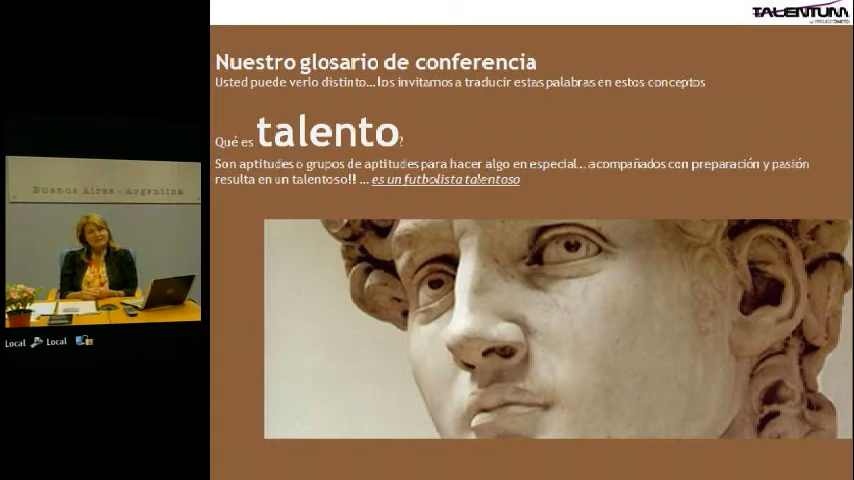 TALENTUM
Nuestro glosario de conferencia
Usted puede verlo distinto... los invitamos a traducir estas palabras en estos conceptos
Qué es talento?
Son aptitudes o grupos de aptitudes para hacer algo en especial...acompañados con preparación y pasión
resulta en un talentoso!! ... es un futbolista talentoso
Buenos Aires - Argentina
Local Local